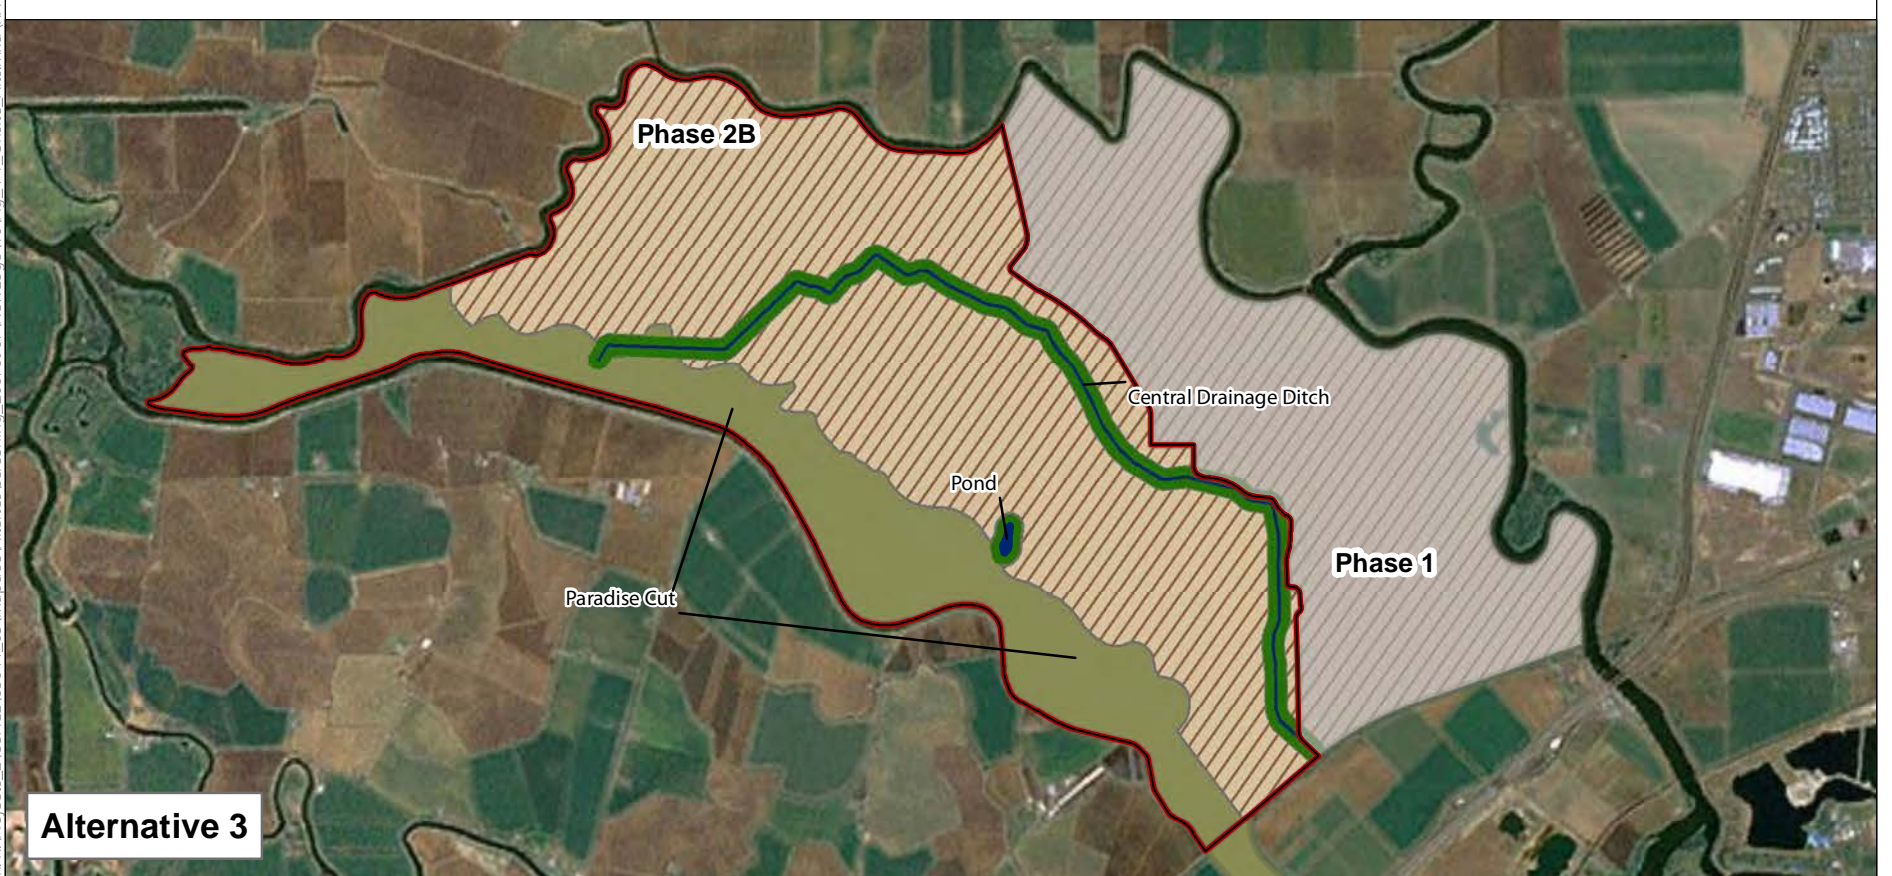 Phase 2B
Central Drainage Ditch
Pond
Phase 1
Paradise Cut
Alternative 3